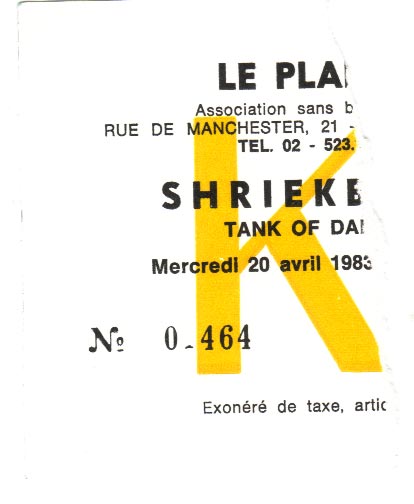 LE PLA
Association sans b
RUE DE MANCHESTER, 21 -
TEL. 02 - 523.
SHRIEKE
TANK OF DA
Mercredi 20 avril 1983
K
№ 0.464
Exonéré de taxe, artic